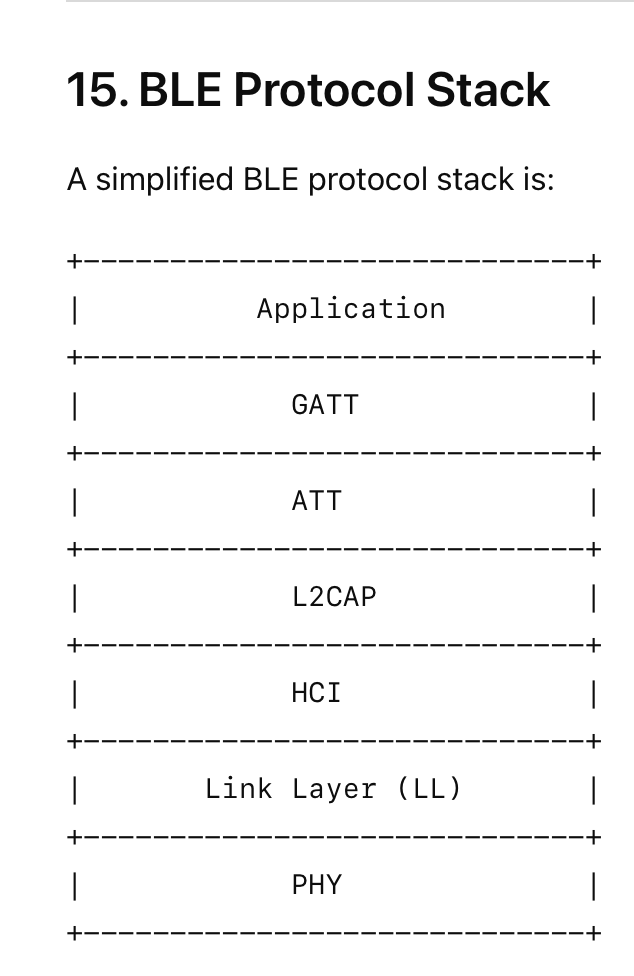 15. BLE Protocol Stack
A simplified BLE protocol stack is:
+-----------------------------+
|          Application        |
+-----------------------------+
|            GATT             |
+-----------------------------+
|            ATT              |
+-----------------------------+
|            L2CAP            |
+-----------------------------+
|            HCI              |
+-----------------------------+
|       Link Layer (LL)       |
+-----------------------------+
|            PHY              |
+-----------------------------+